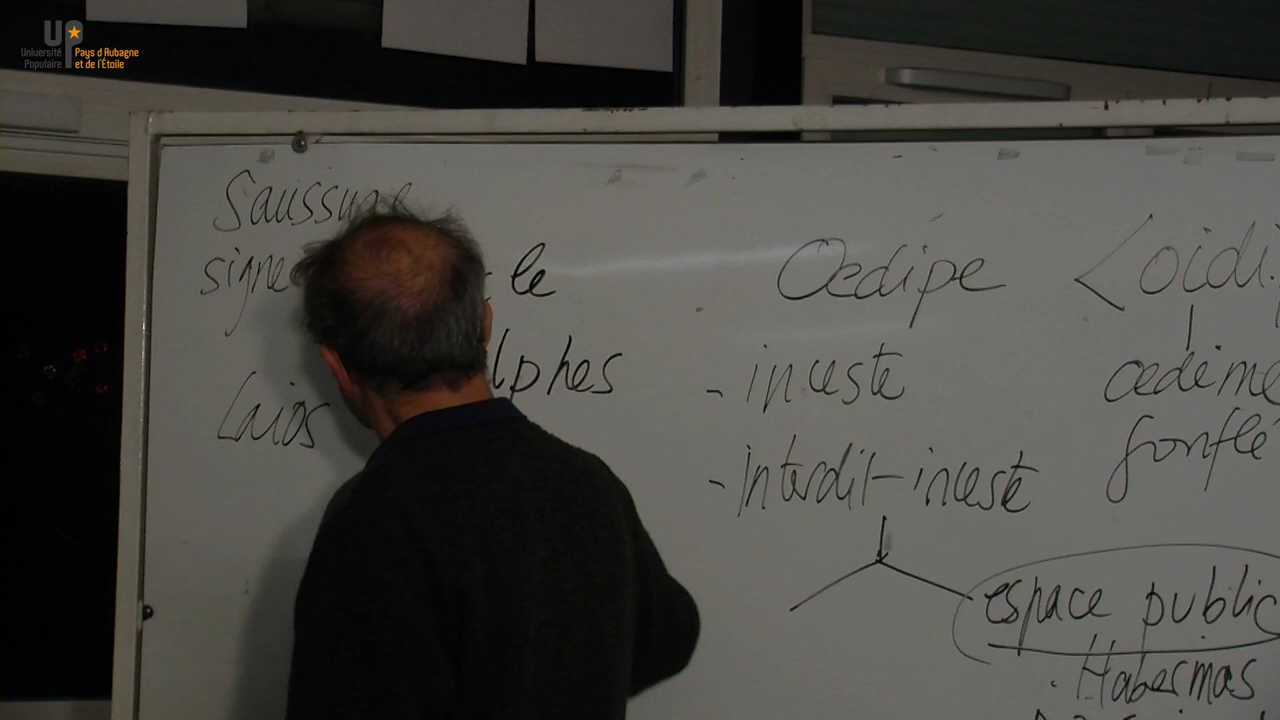 UP
Université Pays d'Aubagne
Populaire et de l'Étoile
Saussure
signe le
lphes
Laios
Oedipe < oidi
- inceste oedème
- Interdit-inceste gonflé
espace public
. Habermas